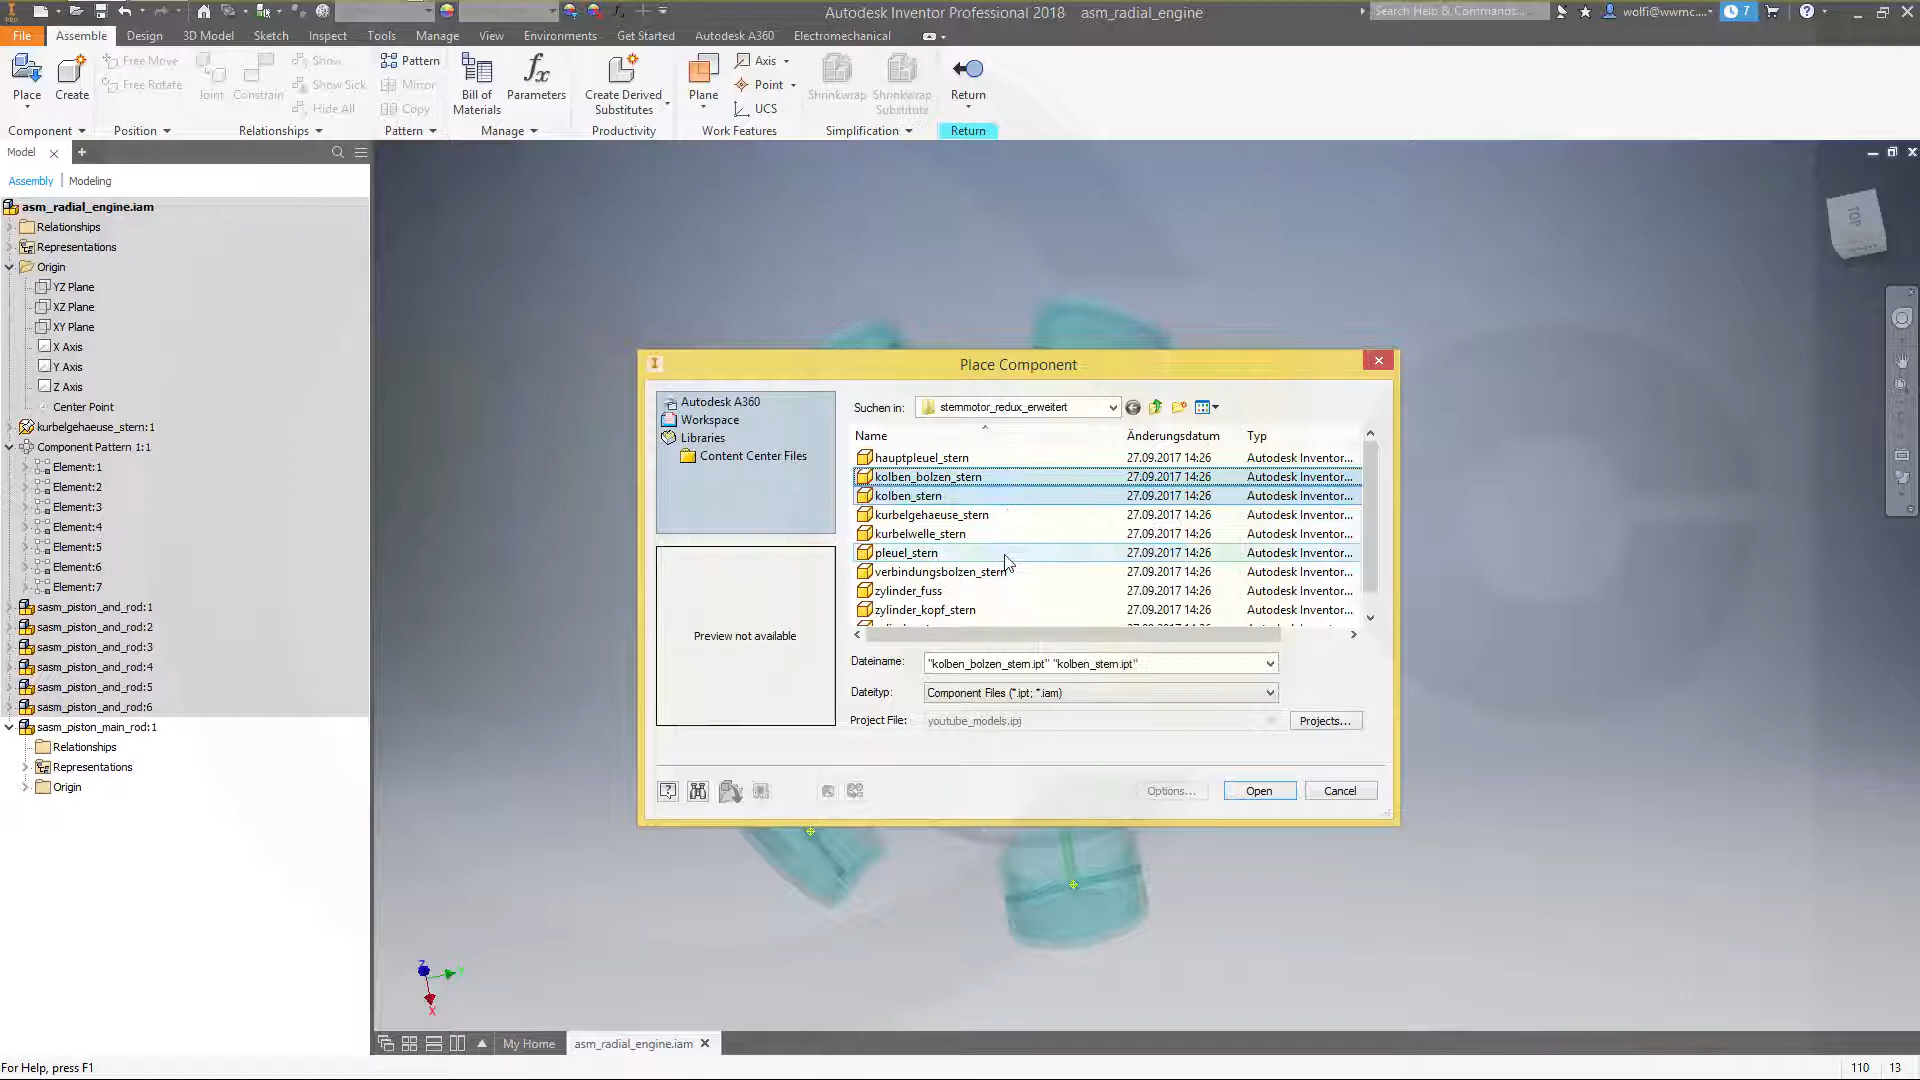 Autodesk Inventor Professional 2018 asm_radial_engine
Search Help & Commands...
wolfi@wwmc....
7
PRO
File Assemble Design 3D Model Sketch Inspect Tools Manage View Environments Get Started Autodesk A360 Electromechanical
Place
Create
Free Move
Free Rotate
Joint
Constrain
Show
Show Sick
Hide All
Pattern
Mirror
Copy
Bill of
Materials
fx
Parameters
Create Derived
Substitutes
Plane
Axis
Point
UCS
Shrinkwrap
Shrinkwrap
Substitute
Return
Component Position Relationships Pattern Manage Productivity Work Features Simplification Return
Model
Assembly | Modeling
asm_radial_engine.iam
Relationships
Representations
Origin
YZ Plane
XZ Plane
XY Plane
X Axis
Y Axis
Z Axis
Center Point
kurbelgehaeuse_stern:1
Component Pattern 1:1
Element:1
Element:2
Element:3
Element:4
Element:5
Element:6
Element:7
sasm_piston_and_rod:1
sasm_piston_and_rod:2
sasm_piston_and_rod:3
sasm_piston_and_rod:4
sasm_piston_and_rod:5
sasm_piston_and_rod:6
sasm_piston_main_rod:1
Relationships
Representations
Origin
TOP
Place Component
Autodesk A360
Workspace
Libraries
Content Center Files
Preview not available
Suchen in: sternmotor_redux_erweitert
Name Änderungsdatum Typ
hauptpleuel_stern 27.09.2017 14:26 Autodesk Inventor...
kolben_bolzen_stern 27.09.2017 14:26 Autodesk Inventor...
kolben_stern 27.09.2017 14:26 Autodesk Inventor...
kurbelgehaeuse_stern 27.09.2017 14:26 Autodesk Inventor...
kurbelwelle_stern 27.09.2017 14:26 Autodesk Inventor...
pleuel_stern 27.09.2017 14:26 Autodesk Inventor...
verbindungsbolzen_stern 27.09.2017 14:26 Autodesk Inventor...
zylinder_fuss 27.09.2017 14:26 Autodesk Inventor...
zylinder_kopf_stern 27.09.2017 14:26 Autodesk Inventor...
Dateiname: "kolben_bolzen_stern.ipt" "kolben_stern.ipt"
Dateityp: Component Files (*.ipt; *.iam)
Project File: youtube_models.ipj Projects...
Options... Open Cancel
Z
X
My Home asm_radial_engine.iam
For Help, press F1
110 13